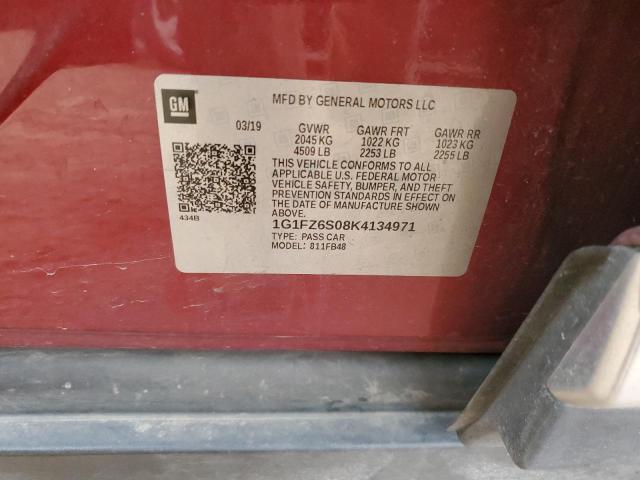 GM
MFD BY GENERAL MOTORS LLC
03/19 GVWR GAWR FRT GAWR RR
2045 KG 1022 KG 1023 KG
4509 LB 2253 LB 2255 LB
THIS VEHICLE CONFORMS TO ALL
APPLICABLE U.S. FEDERAL MOTOR
VEHICLE SAFETY, BUMPER, AND THEFT
PREVENTION STANDARDS IN EFFECT ON
THE DATE OF MANUFACTURE SHOWN
ABOVE.
434B
1G1FZ6S08K4134971
TYPE: PASS CAR
MODEL: 811FB48